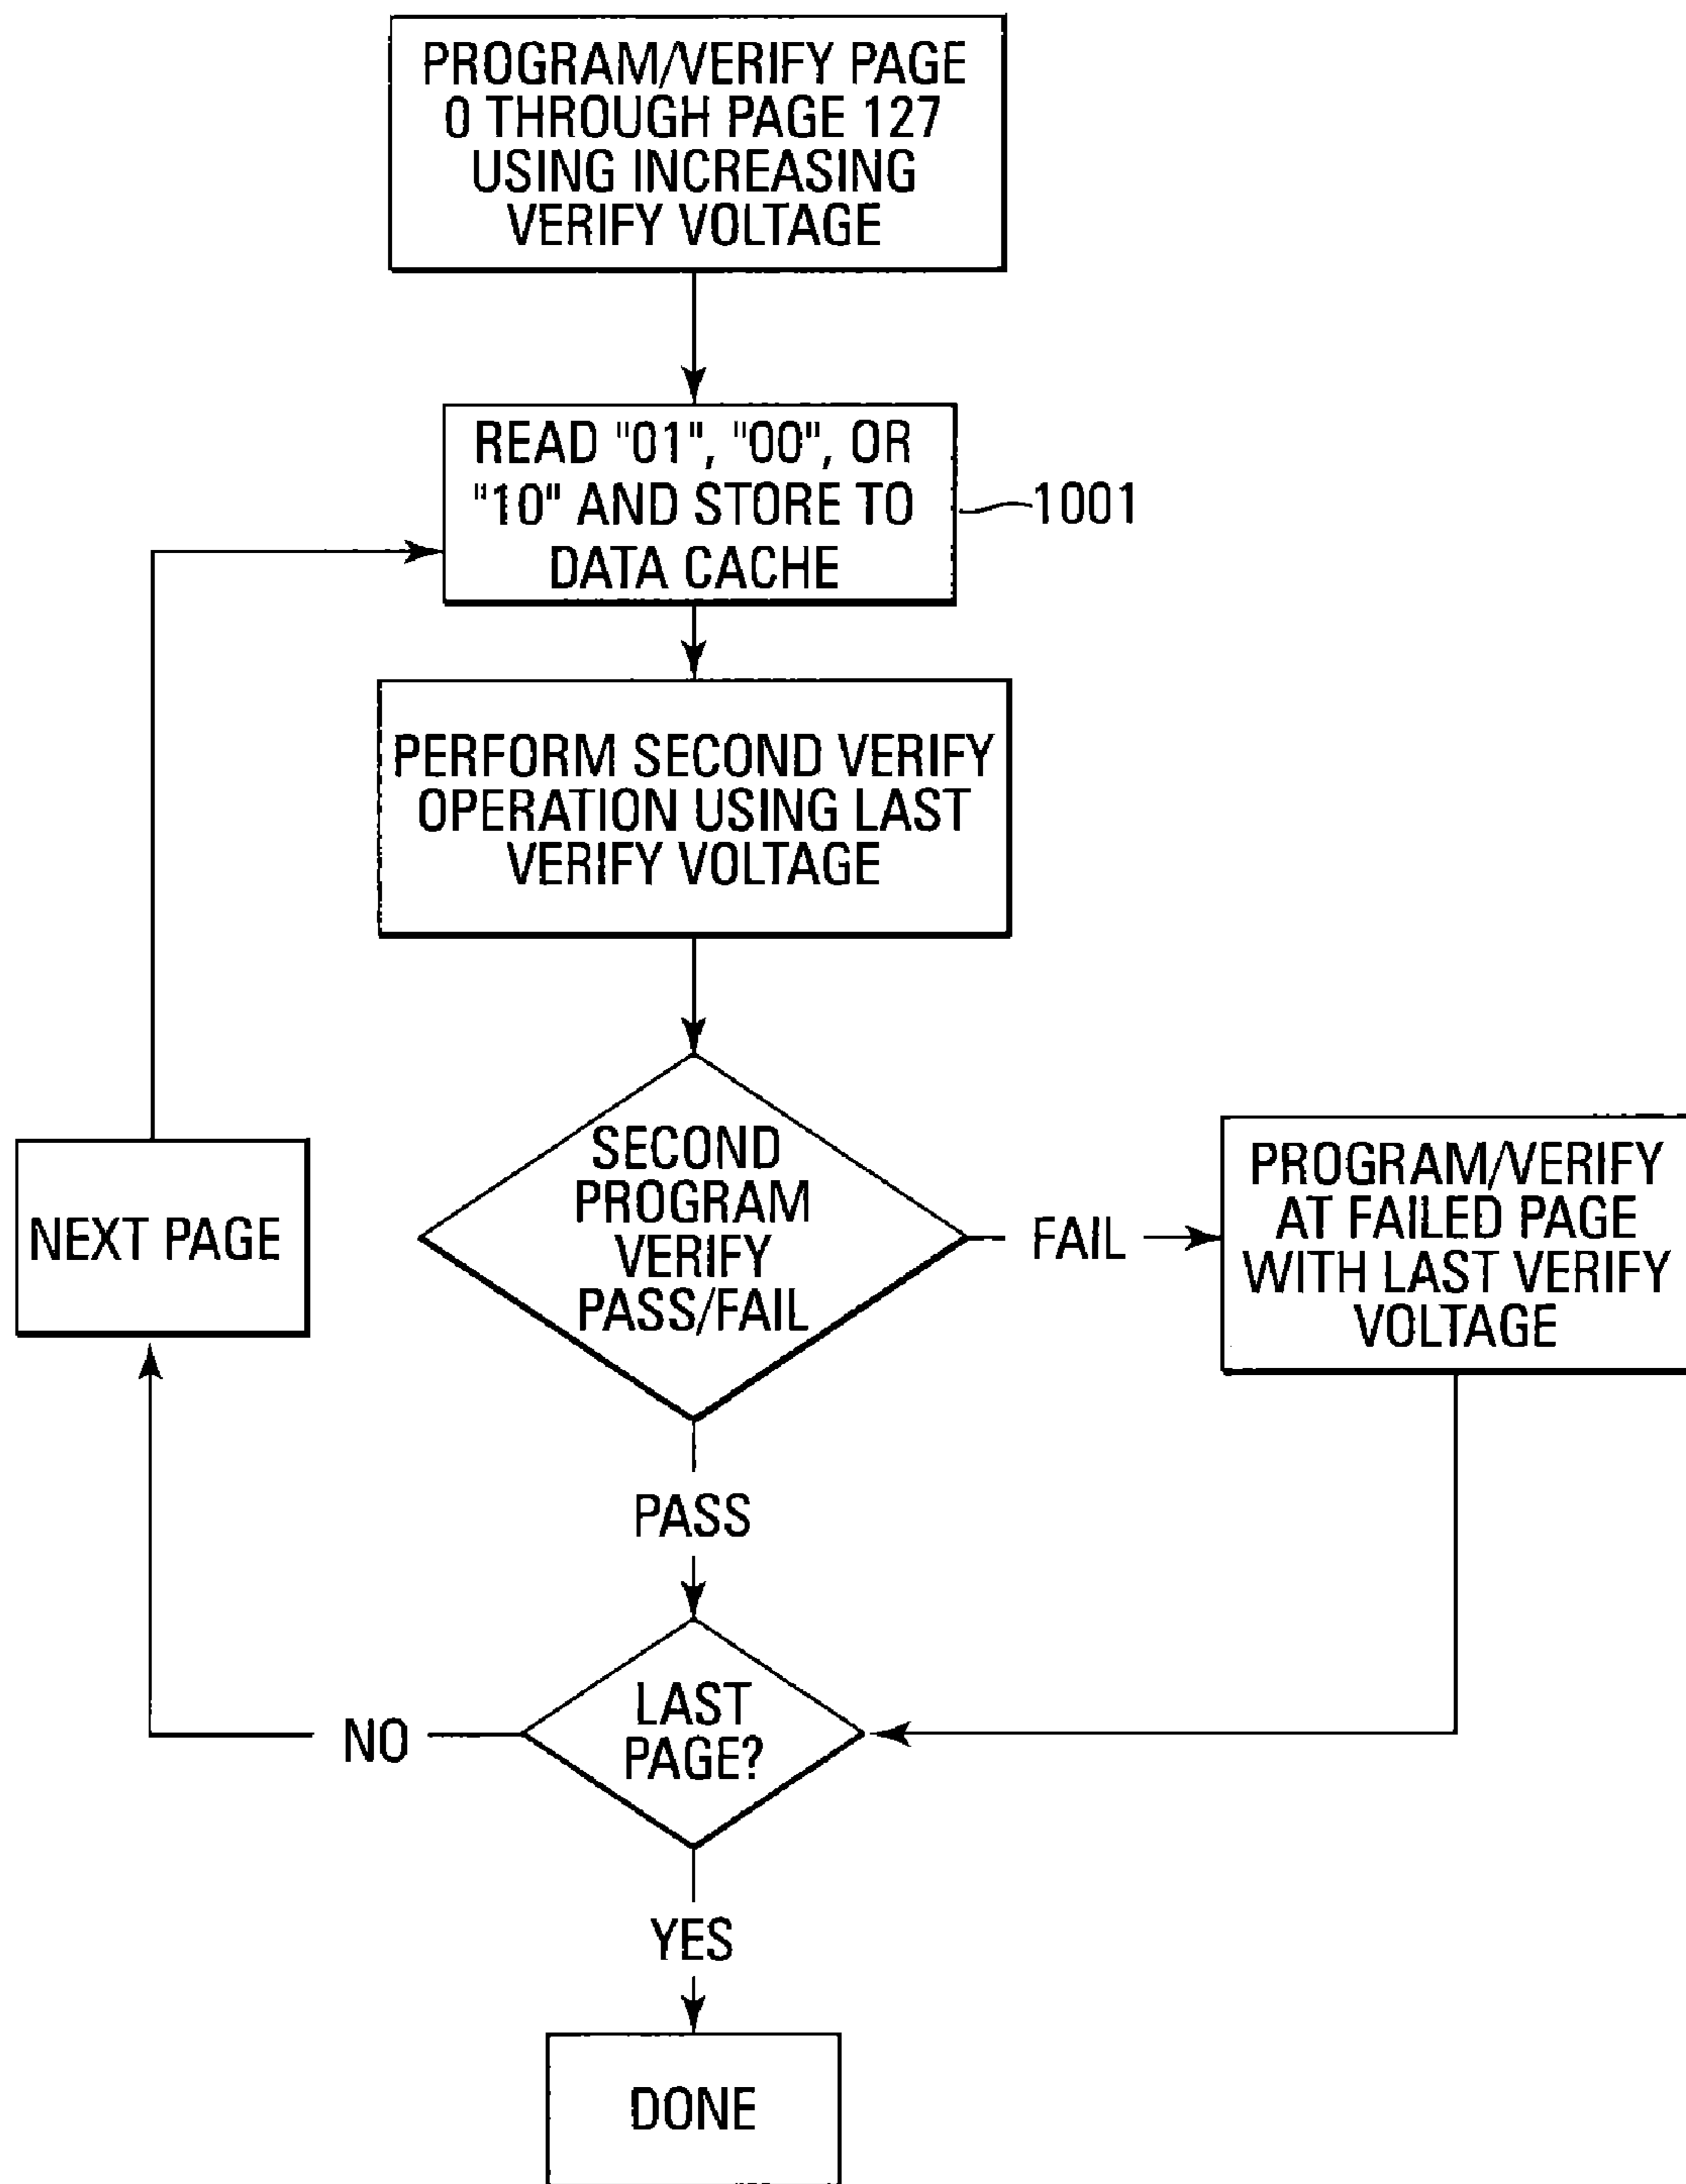 PROGRAM/VERIFY PAGE
0 THROUGH PAGE 127
USING INCREASING
VERIFY VOLTAGE
READ "01", "00", OR
"10" AND STORE TO
DATA CACHE
1001
PERFORM SECOND VERIFY
OPERATION USING LAST
VERIFY VOLTAGE
SECOND
PROGRAM
VERIFY
PASS/FAIL
FAIL
PROGRAM/VERIFY
AT FAILED PAGE
WITH LAST VERIFY
VOLTAGE
NEXT PAGE
PASS
LAST
PAGE?
NO
YES
DONE